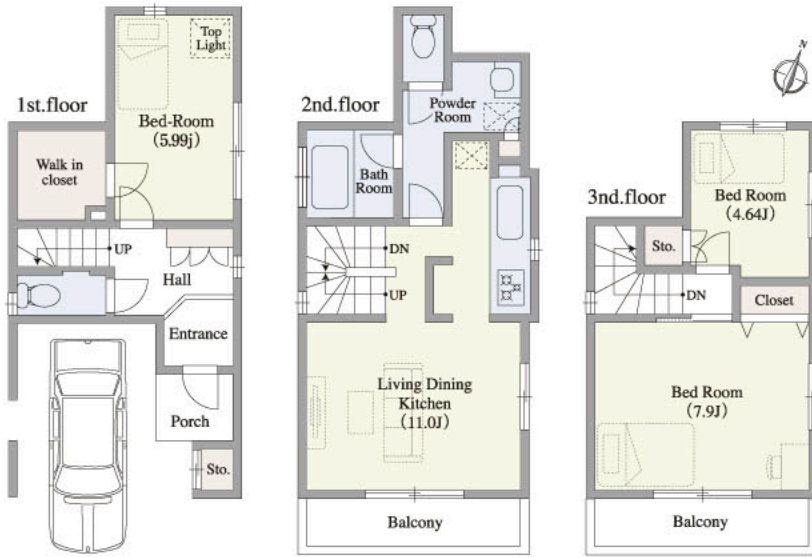 1st.floor
Top
Light
Bed-Room
(5.99j)
Walk in
closet
UP
Hall
Entrance
Porch
Sto.
2nd.floor
Powder
Room
Bath
Room
DN
UP
Living Dining
Kitchen
(11.0J)
Balcony
3nd.floor
Bed Room
(4.64J)
Sto.
DN
Closet
Bed Room
(7.9J)
Balcony